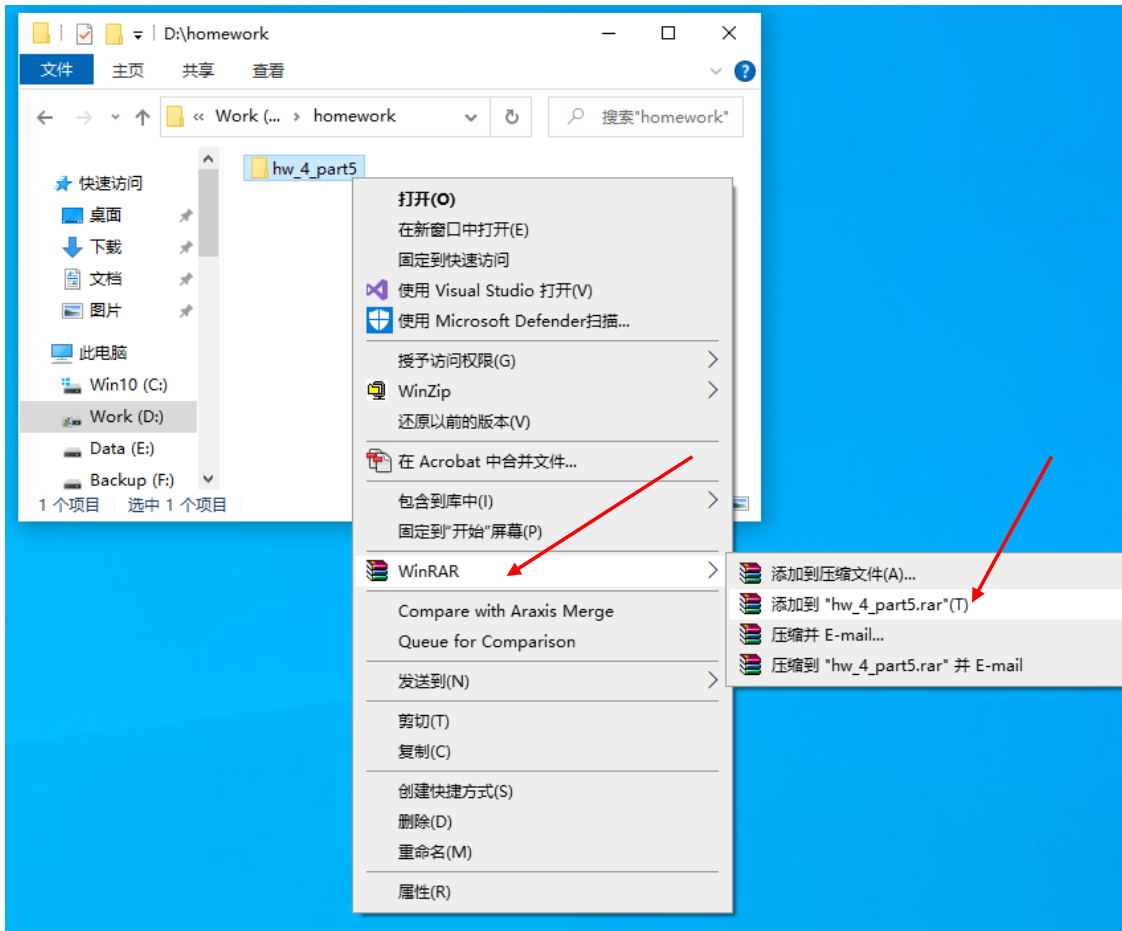 D:\homework
文件 主页 共享 查看
« Work (... › homework
搜索"homework"
快速访问
桌面
下载
文档
图片
此电脑
Win10 (C:)
Work (D:)
Data (E:)
Backup (F:)
hw_4_part5
1 个项目 选中 1 个项目
打开(O)
在新窗口中打开(E)
固定到快速访问
使用 Visual Studio 打开(V)
使用 Microsoft Defender扫描...
授予访问权限(G)
WinZip
还原以前的版本(V)
在 Acrobat 中合并文件...
包含到库中(I)
固定到"开始"屏幕(P)
WinRAR
Compare with Araxis Merge
Queue for Comparison
发送到(N)
剪切(T)
复制(C)
创建快捷方式(S)
删除(D)
重命名(M)
属性(R)
添加到压缩文件(A)...
添加到 "hw_4_part5.rar"(T)
压缩并 E-mail...
压缩到 "hw_4_part5.rar" 并 E-mail